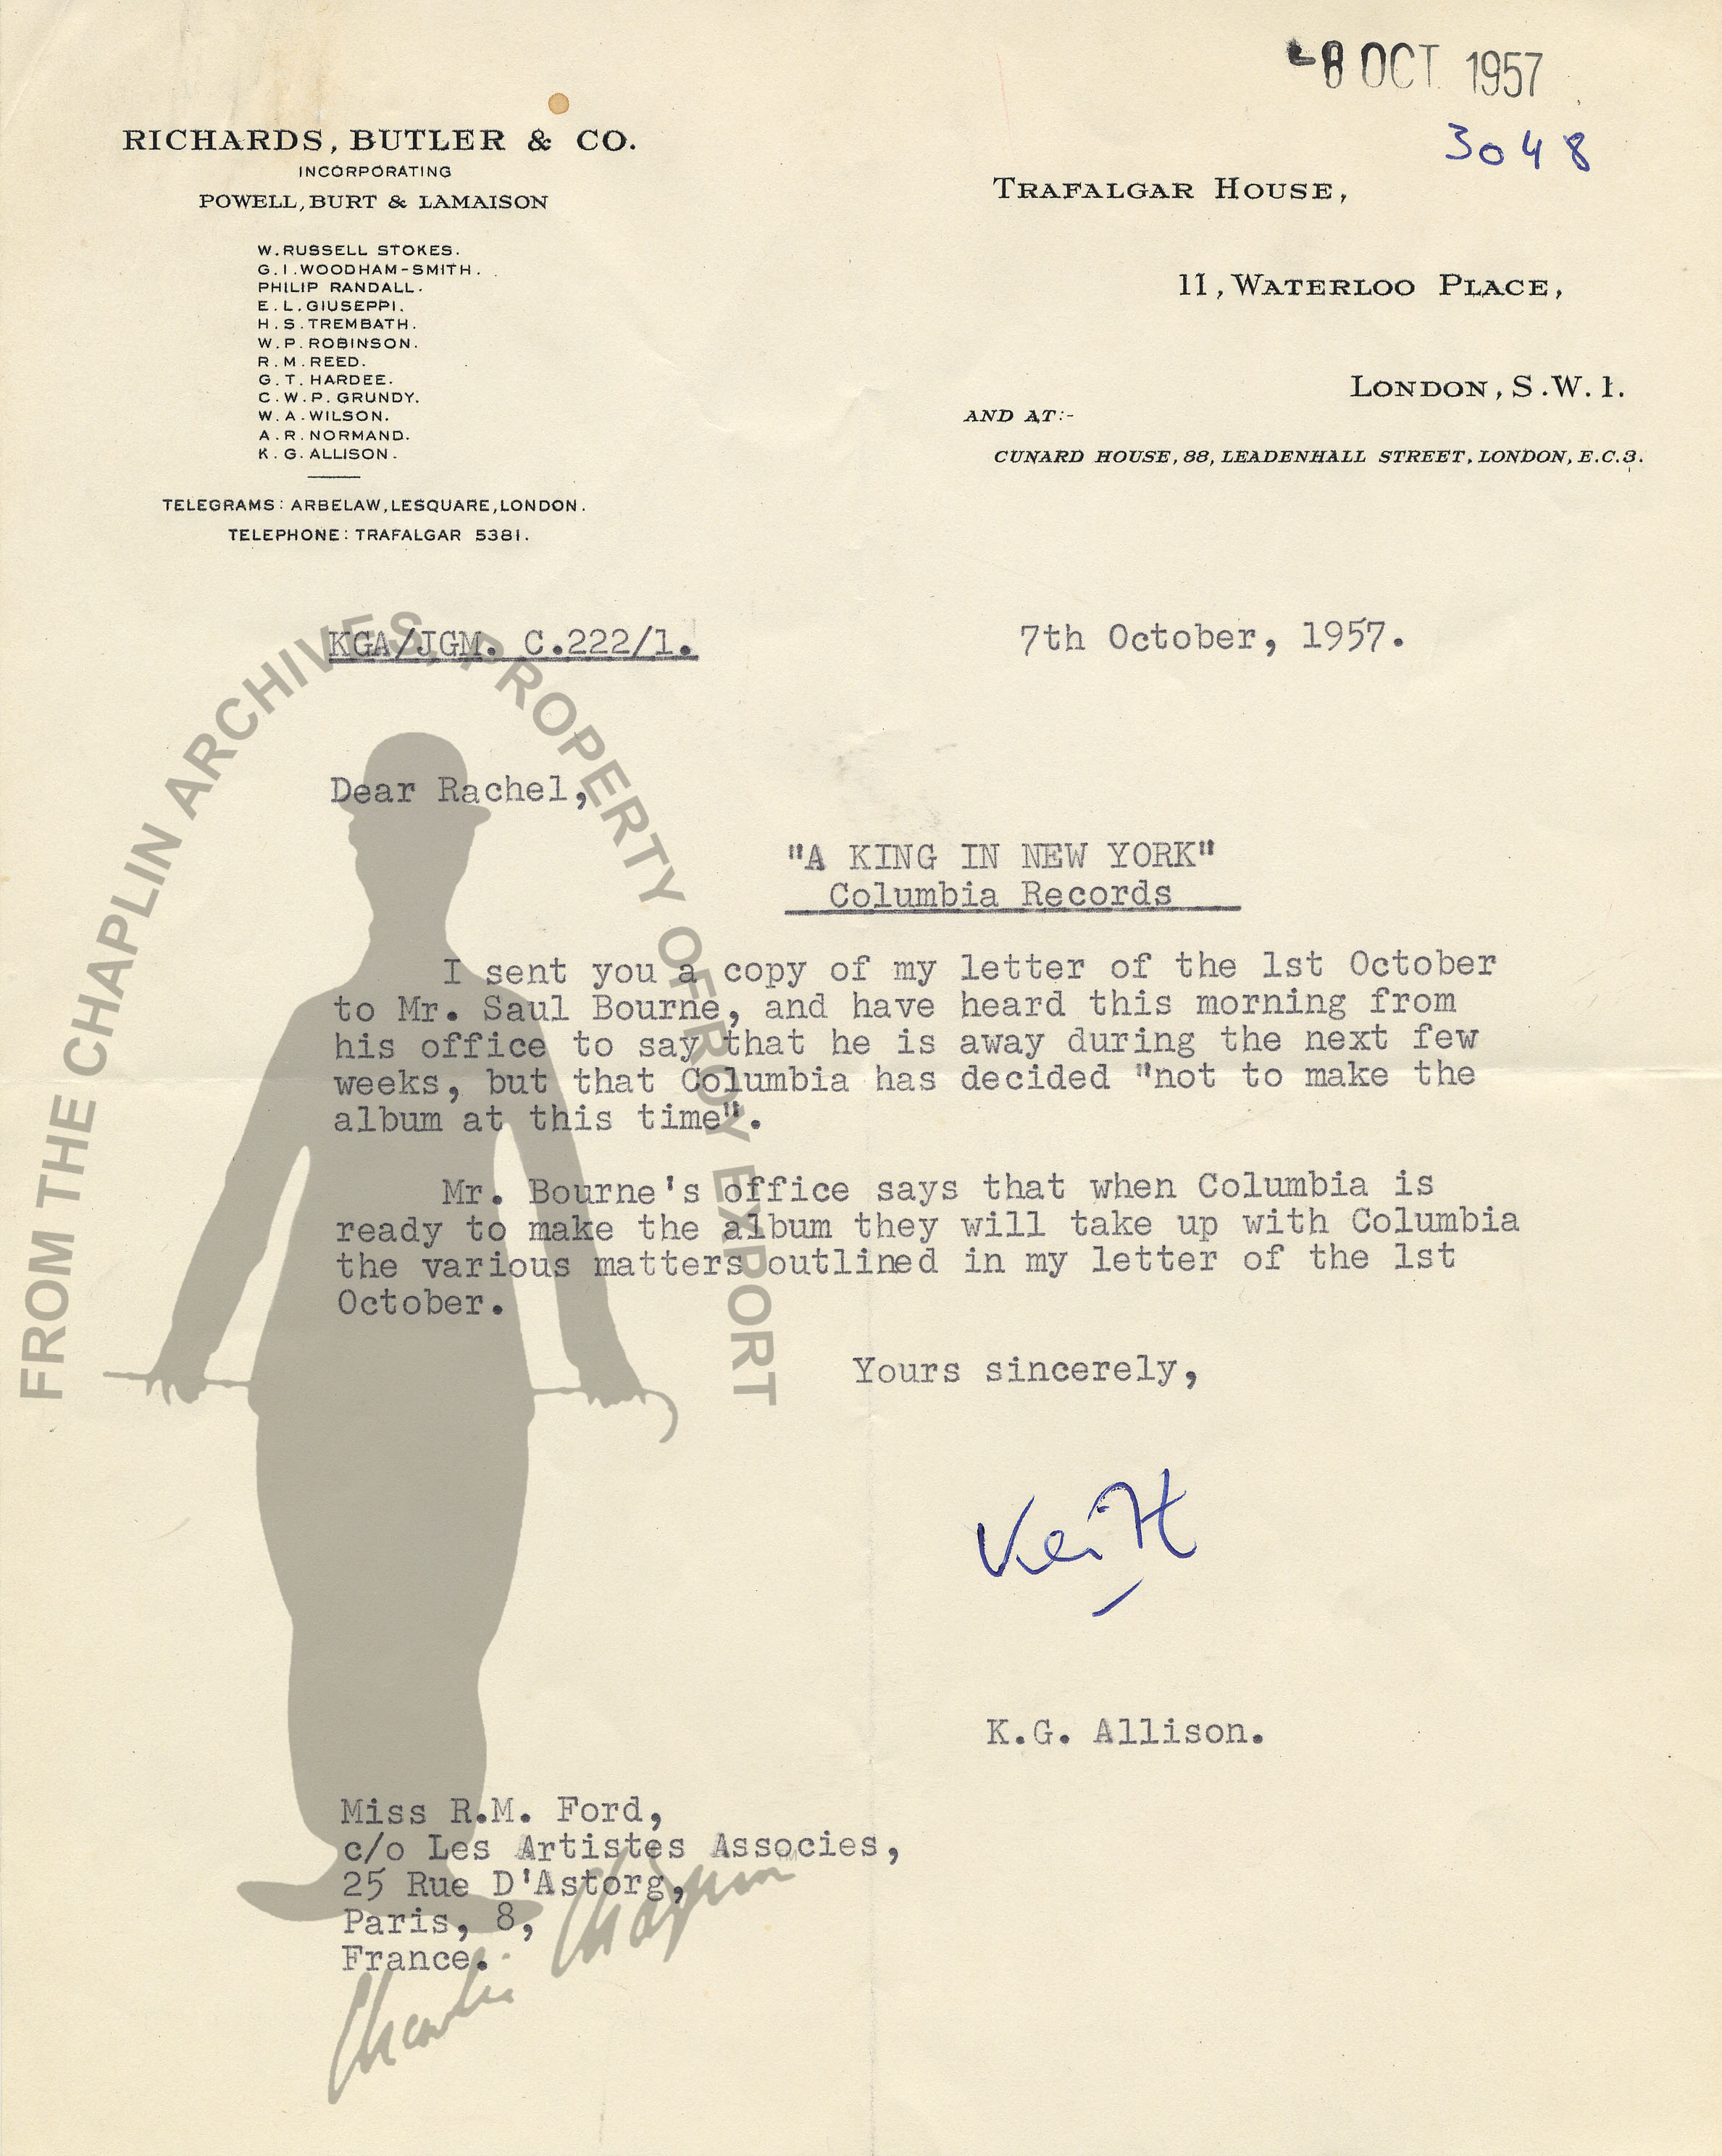 -8 OCT 1957
3048
RICHARDS, BUTLER & CO.
INCORPORATING
POWELL, BURT & LAMAISON
W. RUSSELL STOKES.
G. I. WOODHAM-SMITH.
PHILIP RANDALL.
E. L. GIUSEPPI.
H. S. TREMBATH.
W. P. ROBINSON.
R. M. REED.
G. T. HARDEE.
C. W. P. GRUNDY.
W. A. WILSON.
A. R. NORMAND.
K. G. ALLISON.
TELEGRAMS: ARBELAW, LESQUARE, LONDON.
TELEPHONE: TRAFALGAR 5381.
TRAFALGAR HOUSE,
11, WATERLOO PLACE,
LONDON, S.W. 1.
AND AT:-
CUNARD HOUSE, 88, LEADENHALL STREET, LONDON, E.C.3.
KGA/JGM. C.222/1.
7th October, 1957.
Dear Rachel,
"A KING IN NEW YORK"
Columbia Records
I sent you a copy of my letter of the 1st October
to Mr. Saul Bourne, and have heard this morning from
his office to say that he is away during the next few
weeks, but that Columbia has decided "not to make the
album at this time".
Mr. Bourne's office says that when Columbia is
ready to make the album they will take up with Columbia
the various matters outlined in my letter of the 1st
October.
Yours sincerely,
Keith
K.G. Allison.
Miss R.M. Ford,
c/o Les Artistes Associes,
25 Rue D'Astorg,
Paris, 8,
France.
FROM THE CHAPLIN ARCHIVES, PROPERTY OF ROY EXPORT
Charlie Chaplin
TM